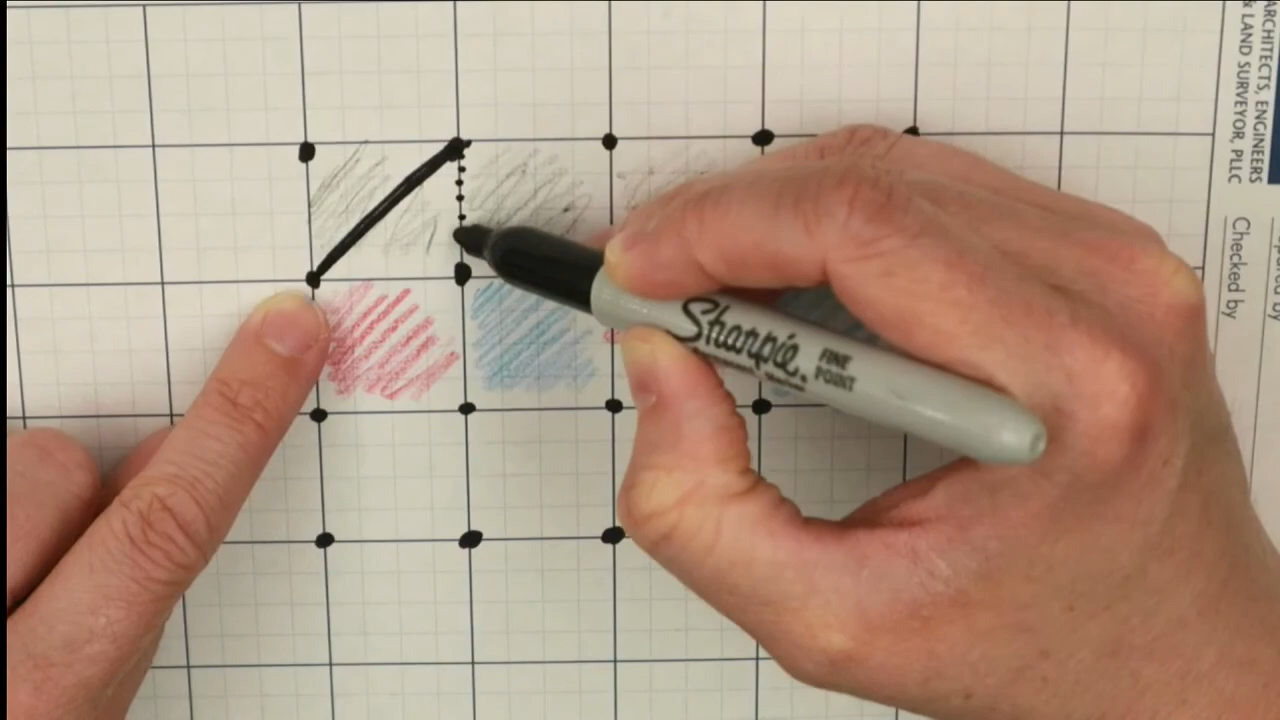 ARCHITECTS, ENGINEERS
& LAND SURVEYOR, PLLC
Checked by
Sharpie.
FINE
POINT